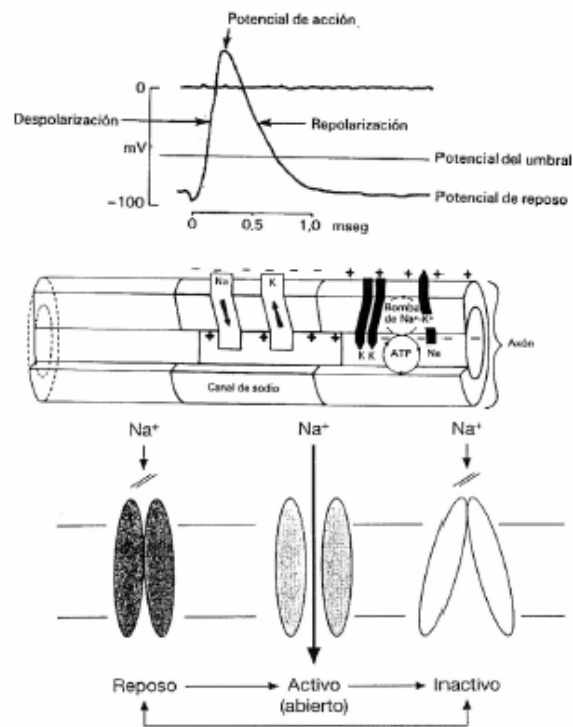 Potencial de acción
0
Despolarización
Repolarización
mV
Potencial del umbral
Potencial de reposo
-100
0 0,5 1,0 mseg
- - - - - - + + + + +
Na K
Bomba
de Na⁺-K⁺
+ + + + +
K K ATP Na
Axón
Canal de sodio
Na⁺ Na⁺ Na⁺
Reposo Activo Inactivo
(abierto)